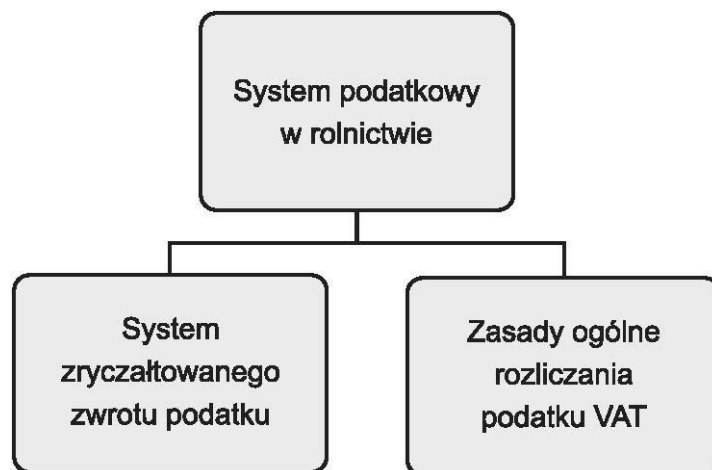 System podatkowy
w rolnictwie
System
zryczałtowanego
zwrotu podatku
Zasady ogólne
rozliczania
podatku VAT